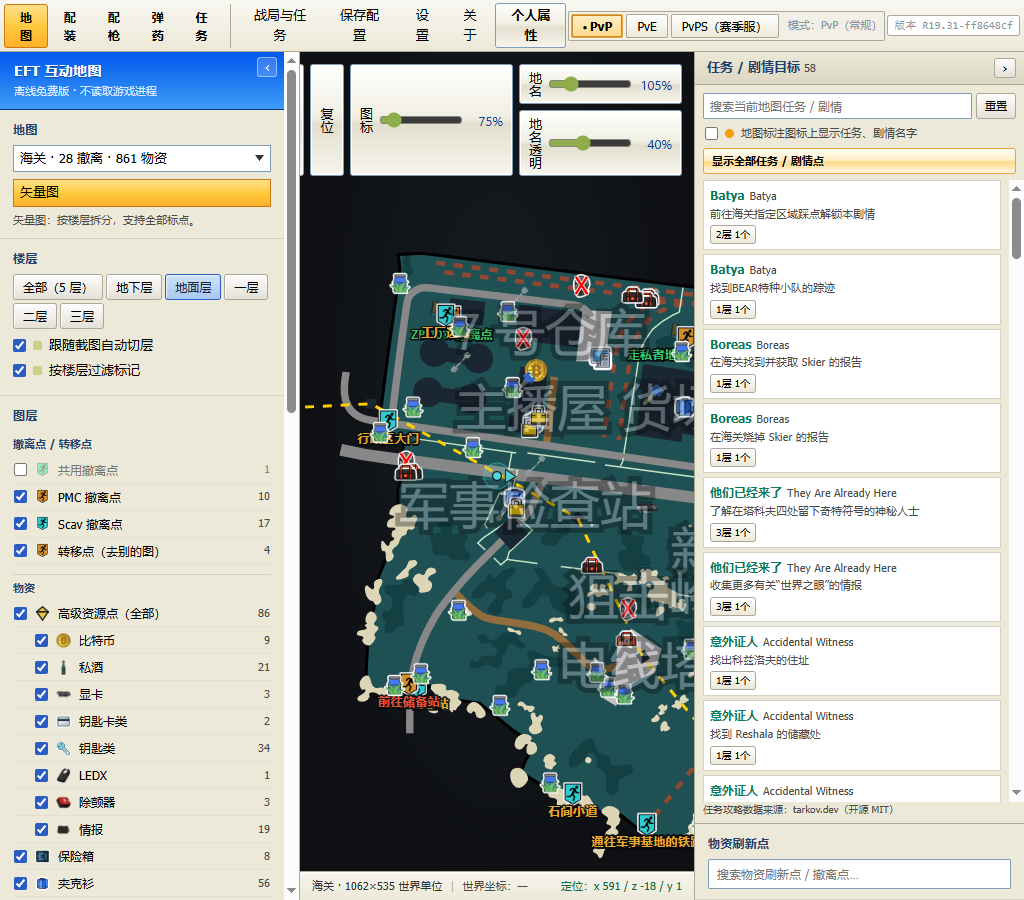 地图
配装
配枪
弹药
任务
战局与任务
保存配置
设置
关于
个人属性
• PvP
PvE
PvPS（赛季服）
模式：PvP（常规）
版本 R19.31-ff8648cf
EFT 互动地图
离线免费版 · 不读取游戏进程
地图
海关 · 28 撤离 · 861 物资
矢量图
矢量图：按楼层拆分，支持全部标点。
楼层
全部（5 层）
地下层
地面层
一层
二层
三层
跟随截图自动切层
按楼层过滤标记
图层
撤离点 / 转移点
共用撤离点 1
PMC 撤离点 10
Scav 撤离点 17
转移点（去别的图） 4
物资
高级资源点（全部） 86
比特币 9
私酒 21
显卡 3
钥匙卡类 2
钥匙类 34
LEDX 1
除颤器 3
情报 19
保险箱 8
夹克衫 56
复位
图标
75%
地名
105%
地名透明
40%
7号仓库
走私者
主播屋 货场
军事检查站
狙击
电线塔
前往储备站
石间小道
通往军事基地的铁路
海关 · 1062×535 世界单位 | 世界坐标：—
定位：x 591 / z -18 / y 1
任务 / 剧情目标 58
搜索当前地图任务 / 剧情
重置
地图标注图标上显示任务、剧情名字
显示全部任务 / 剧情点
Batya Batya
前往海关指定区域踩点解锁本剧情
2层 1个
Batya Batya
找到BEAR特种小队的踪迹
1层 1个
Boreas Boreas
在海关找到并获取 Skier 的报告
1层 1个
Boreas Boreas
在海关烧掉 Skier 的报告
1层 1个
他们已经来了 They Are Already Here
了解在塔科夫四处留下奇特符号的神秘人士
3层 1个
他们已经来了 They Are Already Here
收集更多有关“世界之眼”的情报
3层 1个
意外证人 Accidental Witness
找出科兹洛夫的住址
1层 1个
意外证人 Accidental Witness
找到 Reshala 的储藏处
1层 1个
意外证人 Accidental Witness
任务攻略数据来源：tarkov.dev（开源 MIT）
物资刷新点
搜索物资刷新点 / 撤离点...